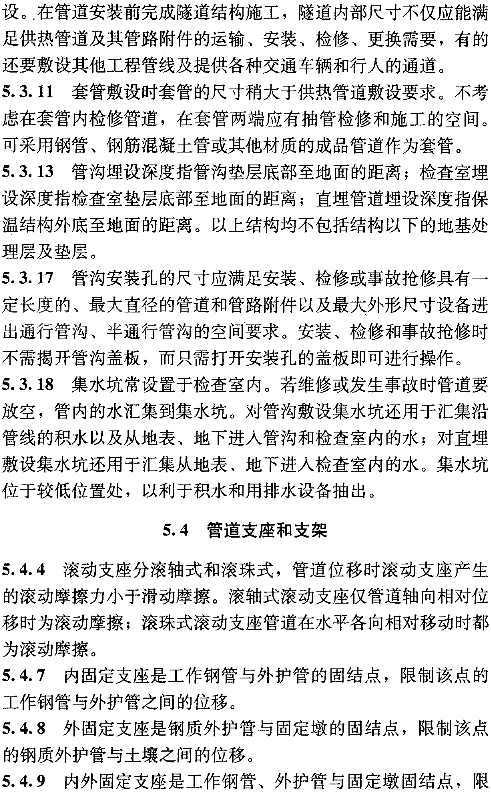 设。在管道安装前完成隧道结构施工，隧道内部尺寸不仅应能满
足供热管道及其管路附件的运输、安装、检修、更换需要，有的
还要敷设其他工程管线及提供各种交通车辆和行人的通道。
5.3.11　套管敷设时套管的尺寸稍大于供热管道敷设要求。不考
虑在套管内检修管道，在套管两端应有抽管检修和施工的空间。
可采用钢管、钢筋混凝土管或其他材质的成品管道作为套管。
5.3.13　管沟埋设深度指管沟垫层底部至地面的距离；检查室埋
设深度指检查室垫层底部至地面的距离；直埋管道埋设深度指保
温结构外底至地面的距离。以上结构均不包括结构以下的地基处
理层及垫层。
5.3.17　管沟安装孔的尺寸应满足安装、检修或事故抢修具有一
定长度的、最大直径的管道和管路附件以及最大外形尺寸设备进
出通行管沟、半通行管沟的空间要求。安装、检修和事故抢修时
不需揭开管沟盖板，而只需打开安装孔的盖板即可进行操作。
5.3.18　集水坑常设置于检查室内。若维修或发生事故时管道要
放空，管内的水汇集到集水坑。对管沟敷设集水坑还用于汇集沿
管线的积水以及从地表、地下进入管沟和检查室内的水；对直埋
敷设集水坑还用于汇集从地表、地下进入检查室内的水。集水坑
位于较低位置处，以利于积水和用排水设备抽出。
5.4　管道支座和支架
5.4.4　滚动支座分滚轴式和滚珠式，管道位移时滚动支座产生
的滚动摩擦力小于滑动摩擦。滚轴式滚动支座仅管道轴向相对位
移时为滚动摩擦；滚珠式滚动支座管道在水平各向相对移动时都
为滚动摩擦。
5.4.7　内固定支座是工作钢管与外护管的固结点，限制该点的
工作钢管与外护管之间的位移。
5.4.8　外固定支座是钢质外护管与固定墩的固结点，限制该点
的钢质外护管与土壤之间的位移。
5.4.9　内外固定支座是工作钢管、外护管与固定墩固结点，限